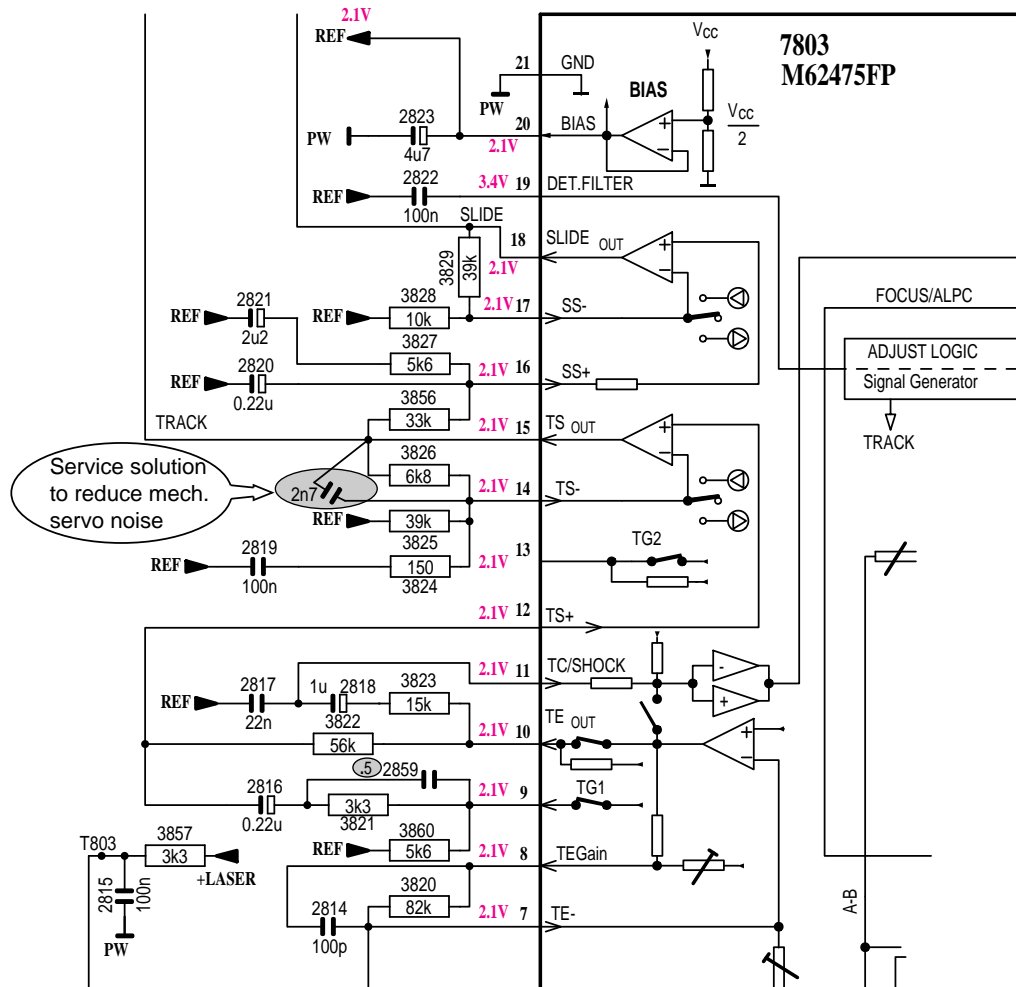 2.1V
REF
7803
M62475FP
Vcc
21 GND
PW
BIAS
Vcc
2
PW
2823
4u7
20 BIAS
2.1V
REF
2822
100n
3.4V 19 DET.FILTER
SLIDE
18 SLIDE OUT
2.1V
3829
39k
REF
2821
2u2
REF
3828
10k
2.1V 17 SS-
FOCUS/ALPC
3827
5k6
REF
2820
0.22u
2.1V 16 SS+
ADJUST LOGIC
Signal Generator
TRACK
3856
33k
TRACK
2.1V 15 TS OUT
Service solution
to reduce mech.
servo noise
3826
6k8
2n7
2.1V 14 TS-
REF
39k
3825
REF
2819
100n
150
3824
2.1V 13
TG2
2.1V 12 TS+
2.1V 11 TC/SHOCK
-
+
REF
2817
22n
1u 2818
3823
15k
3822
56k
2.1V 10 TE OUT
.5 2859
2816
0.22u
3k3
3821
2.1V 9 TG1
T803
3857
3k3
+LASER
REF
3860
5k6
2.1V 8 TEGain
2815
100n
PW
2814
100p
3820
82k
2.1V 7 TE-
A-B